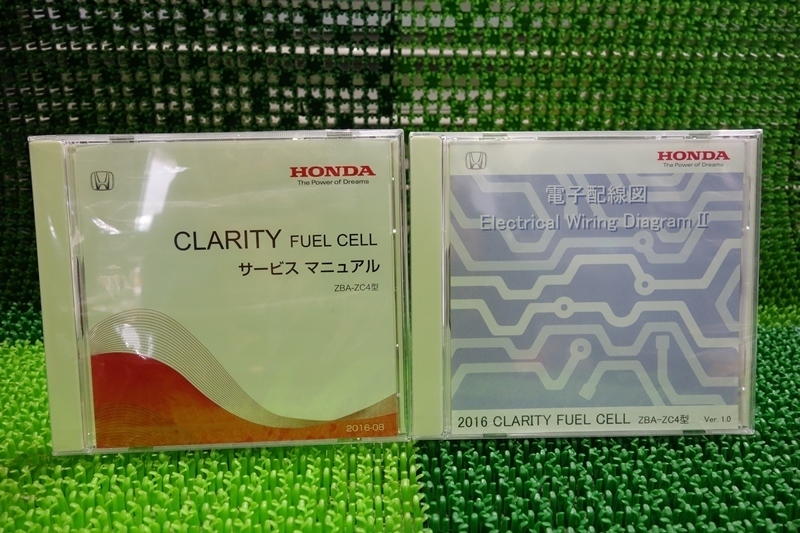 HONDA
The Power of Dreams
CLARITY FUEL CELL
サービス マニュアル
ZBA-ZC4型
2016-08
HONDA
The Power of Dreams
電子配線図
Electrical Wiring Diagram II
2016 CLARITY FUEL CELL ZBA-ZC4型 Ver. 1.0